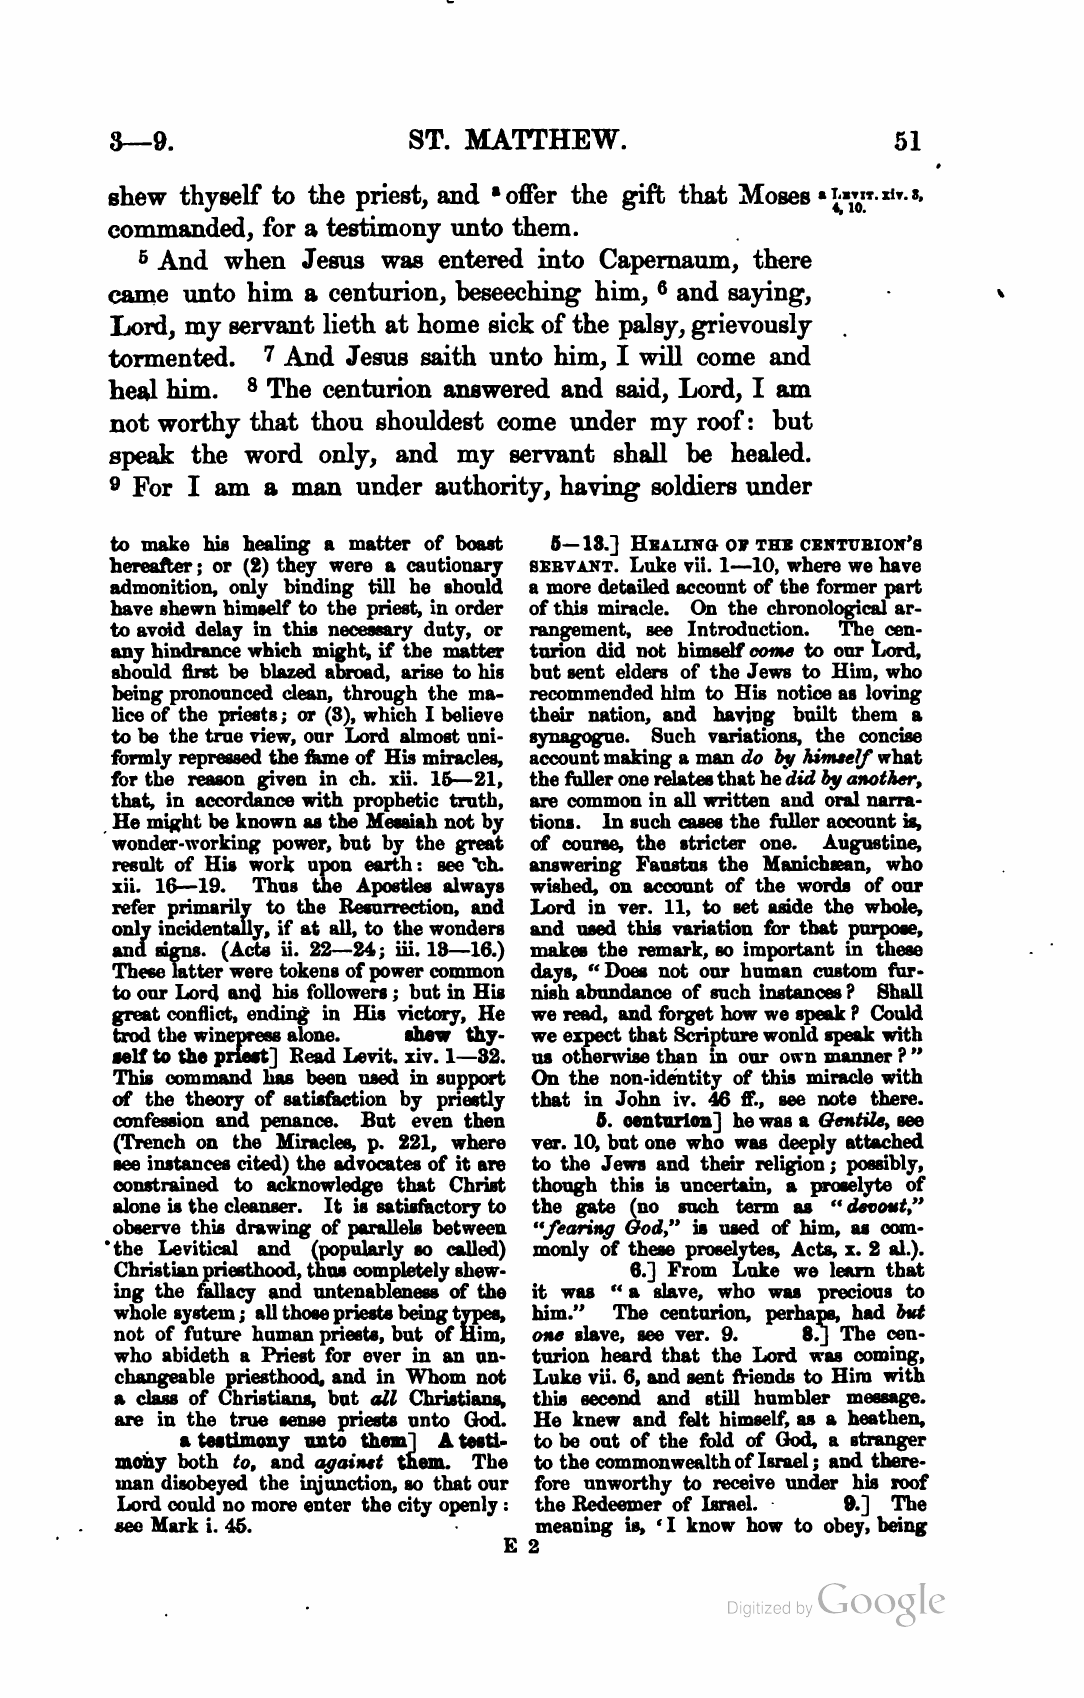 3—9. ST. MATTHEW. 51
shew thyself to the priest, and a offer the gift that Moses a LEVIT. xiv. 3,
4, 10.
commanded, for a testimony unto them.
5 And when Jesus was entered into Capernaum, there
came unto him a centurion, beseeching him, 6 and saying,
Lord, my servant lieth at home sick of the palsy, grievously
tormented. 7 And Jesus saith unto him, I will come and
heal him. 8 The centurion answered and said, Lord, I am
not worthy that thou shouldest come under my roof: but
speak the word only, and my servant shall be healed.
9 For I am a man under authority, having soldiers under
to make his healing a matter of boast
hereafter; or (2) they were a cautionary
admonition, only binding till he should
have shewn himself to the priest, in order
to avoid delay in this necessary duty, or
any hindrance which might, if the matter
should first be blazed abroad, arise to his
being pronounced clean, through the ma-
lice of the priests; or (3), which I believe
to be the true view, our Lord almost uni-
formly repressed the fame of His miracles,
for the reason given in ch. xii. 15—21,
that, in accordance with prophetic truth,
He might be known as the Messiah not by
wonder-working power, but by the great
result of His work upon earth: see ch.
xii. 16—19. Thus the Apostles always
refer primarily to the Resurrection, and
only incidentally, if at all, to the wonders
and signs. (Acts ii. 22—24; iii. 13—16.)
These latter were tokens of power common
to our Lord and his followers; but in His
great conflict, ending in His victory, He
trod the winepress alone. shew thy-
self to the priest] Read Levit. xiv. 1—32.
This command has been used in support
of the theory of satisfaction by priestly
confession and penance. But even then
(Trench on the Miracles, p. 221, where
see instances cited) the advocates of it are
constrained to acknowledge that Christ
alone is the cleanser. It is satisfactory to
observe this drawing of parallels between
the Levitical and (popularly so called)
Christian priesthood, thus completely shew-
ing the fallacy and untenableness of the
whole system; all those priests being types,
not of future human priests, but of Him,
who abideth a Priest for ever in an un-
changeable priesthood, and in Whom not
a class of Christians, but all Christians,
are in the true sense priests unto God.
a testimony unto them] A testi-
mony both to, and against them. The
man disobeyed the injunction, so that our
Lord could no more enter the city openly:
see Mark i. 45.
5—13.] HEALING OF THE CENTURION'S
SERVANT. Luke vii. 1—10, where we have
a more detailed account of the former part
of this miracle. On the chronological ar-
rangement, see Introduction. The cen-
turion did not himself come to our Lord,
but sent elders of the Jews to Him, who
recommended him to His notice as loving
their nation, and having built them a
synagogue. Such variations, the concise
account making a man do by himself what
the fuller one relates that he did by another,
are common in all written and oral narra-
tions. In such cases the fuller account is,
of course, the stricter one. Augustine,
answering Faustus the Manichæan, who
wished, on account of the words of our
Lord in ver. 11, to set aside the whole,
and used this variation for that purpose,
makes the remark, so important in these
days, “Does not our human custom fur-
nish abundance of such instances? Shall
we read, and forget how we speak? Could
we expect that Scripture would speak with
us otherwise than in our own manner?”
On the non-identity of this miracle with
that in John iv. 46 ff., see note there.
5. centurion] he was a Gentile, see
ver. 10, but one who was deeply attached
to the Jews and their religion; possibly,
though this is uncertain, a proselyte of
the gate (no such term as “devout,”
“fearing God,” is used of him, as com-
monly of these proselytes, Acts, x. 2 al.).
6.] From Luke we learn that
it was “a slave, who was precious to
him.” The centurion, perhaps, had but
one slave, see ver. 9. 8.] The cen-
turion heard that the Lord was coming,
Luke vii. 6, and sent friends to Him with
this second and still humbler message.
He knew and felt himself, as a heathen,
to be out of the fold of God, a stranger
to the commonwealth of Israel; and there-
fore unworthy to receive under his roof
the Redeemer of Israel. 9.] The
meaning is, ‘I know how to obey, being
E 2
Digitized by Google